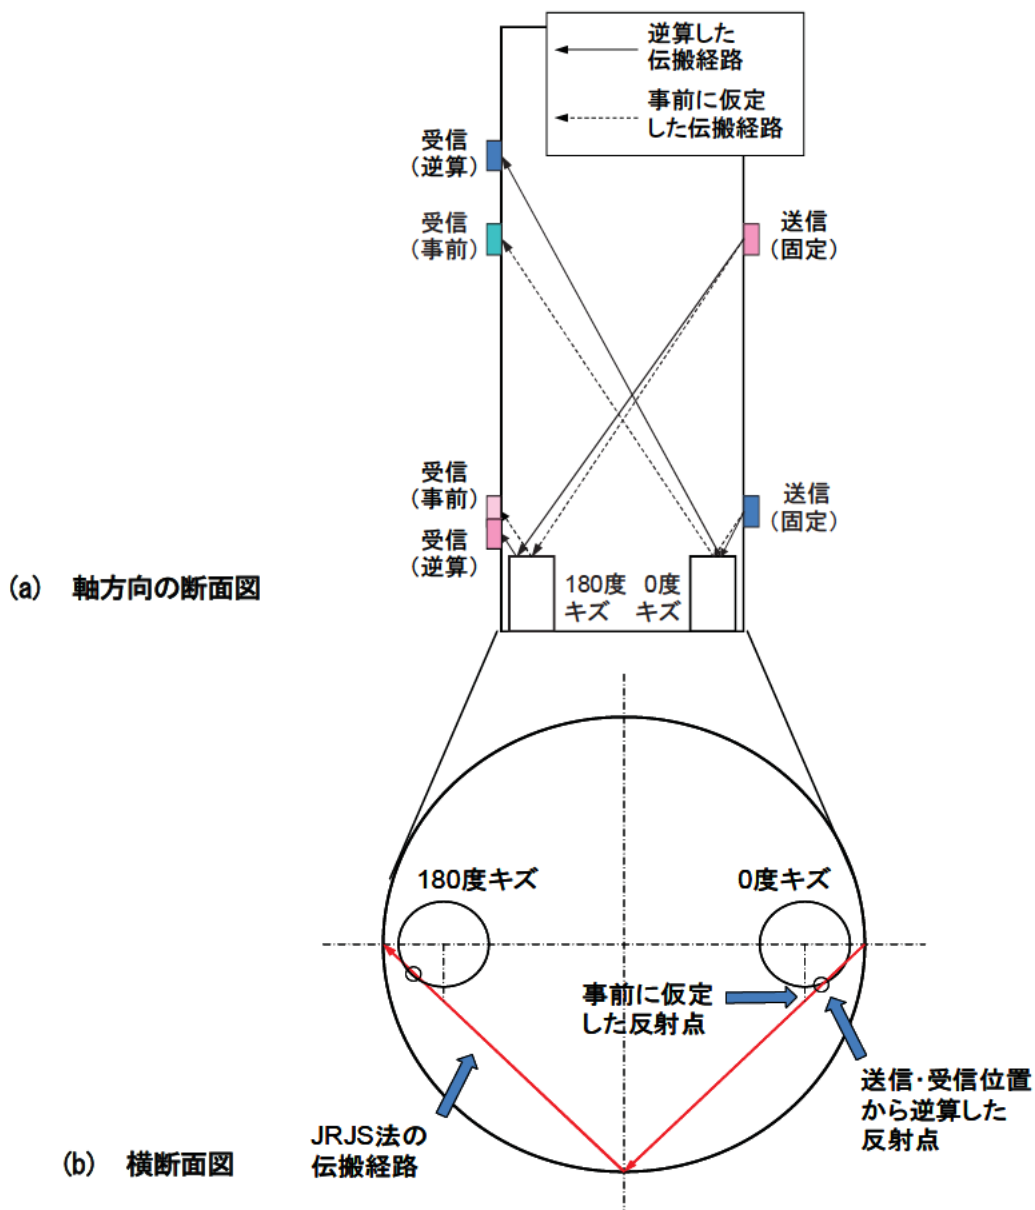 逆算した
伝搬経路
事前に仮定
した伝搬経路
受信
（逆算）
受信
（事前）
送信
（固定）
受信
（事前）
受信
（逆算）
送信
（固定）
180度
キズ
0度
キズ
(a) 軸方向の断面図
180度キズ
0度キズ
事前に仮定
した反射点
送信・受信位置
から逆算した
反射点
JRJS法の
伝搬経路
(b) 横断面図